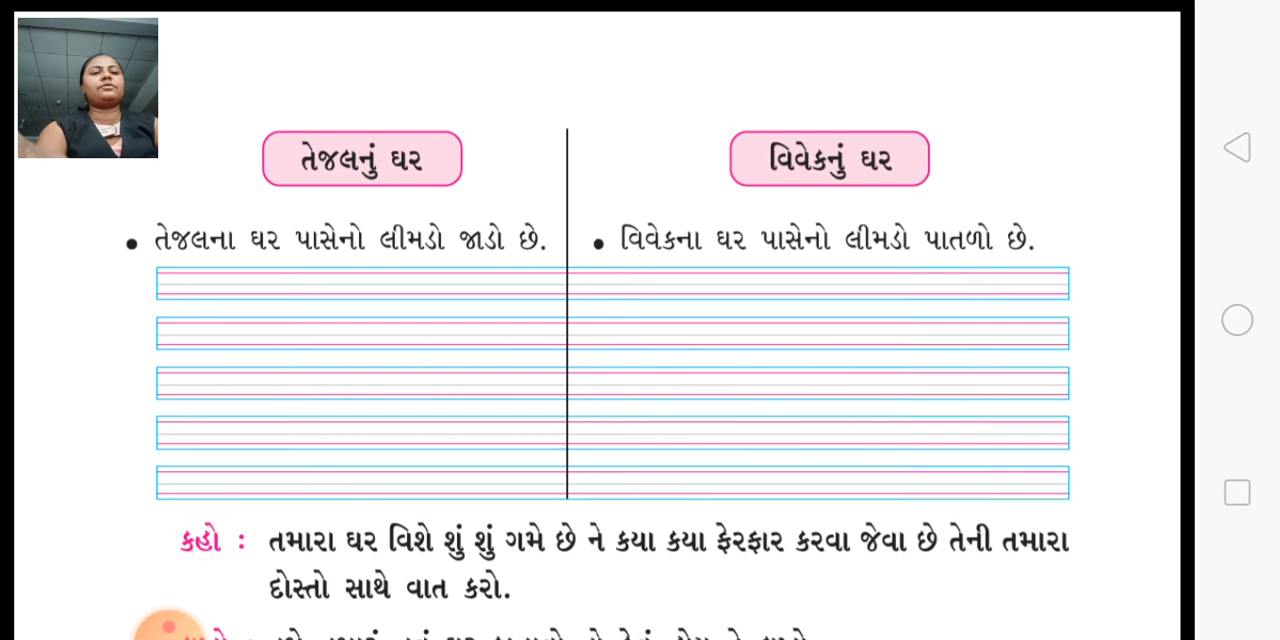 તેજલનું ઘર
વિવેકનું ઘર
• તેજલના ઘર પાસેનો લીમડો જાડો છે.
• વિવેકના ઘર પાસેનો લીમડો પાતળો છે.
કહો : તમારા ઘર વિશે શું શું ગમે છે ને કયા કયા ફેરફાર કરવા જેવા છે તેની તમારા
દોસ્તો સાથે વાત કરો.